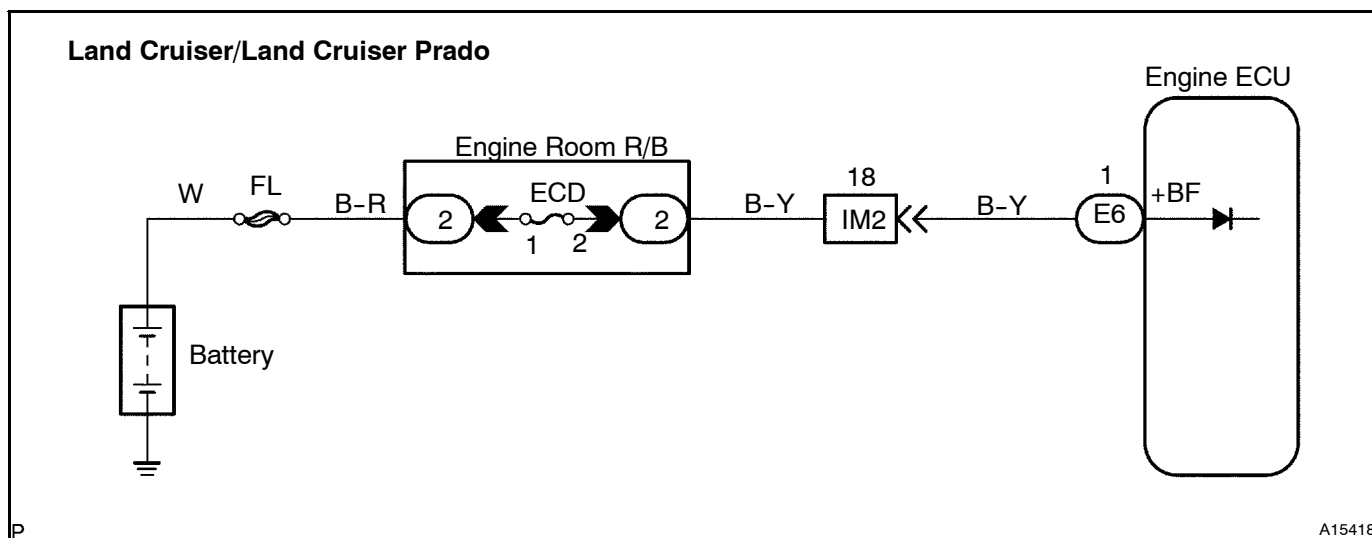 Land Cruiser/Land Cruiser Prado
Engine ECU
Engine Room R/B
W
FL
B-R
2
ECD
1
2
2
B-Y
18
IM2
B-Y
1
E6
+BF
Battery
P
A15418